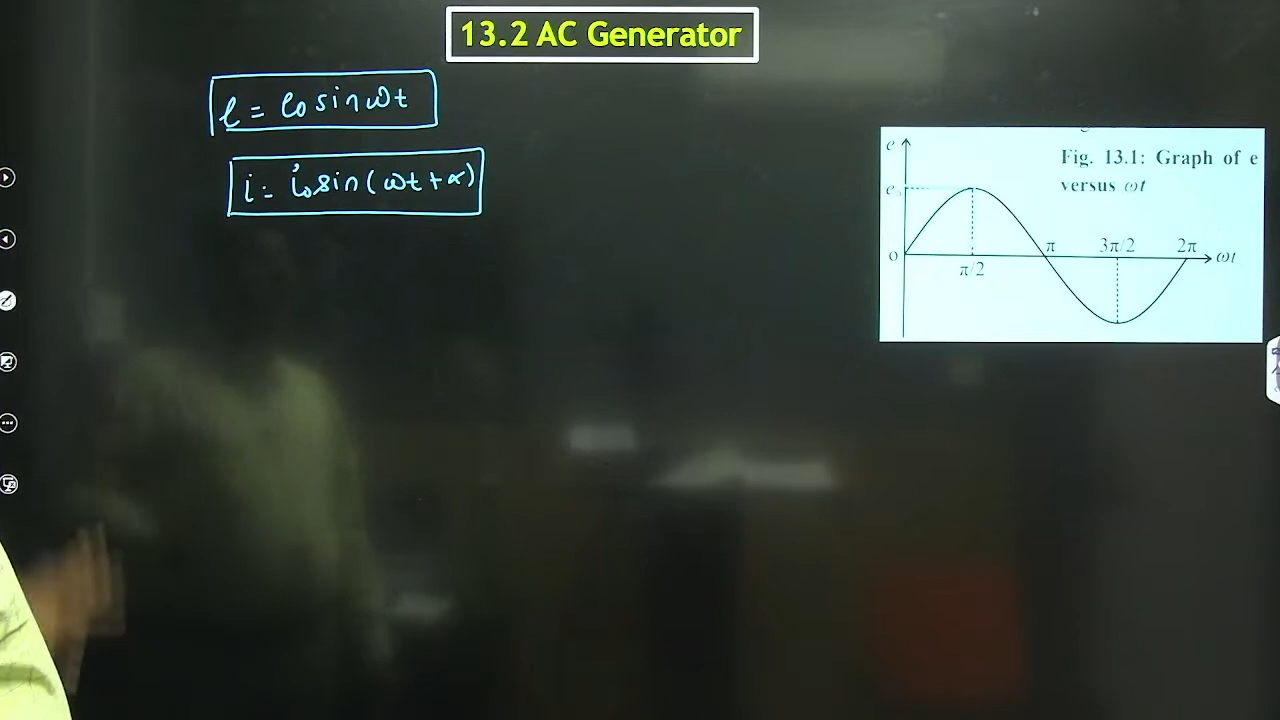 13.2 AC Generator
e = e₀ sin ωt
i = i₀ sin (ωt + α)
Fig. 13.1: Graph of e
versus ωt
e
e₀
o
π/2
π
3π/2
2π
ωt